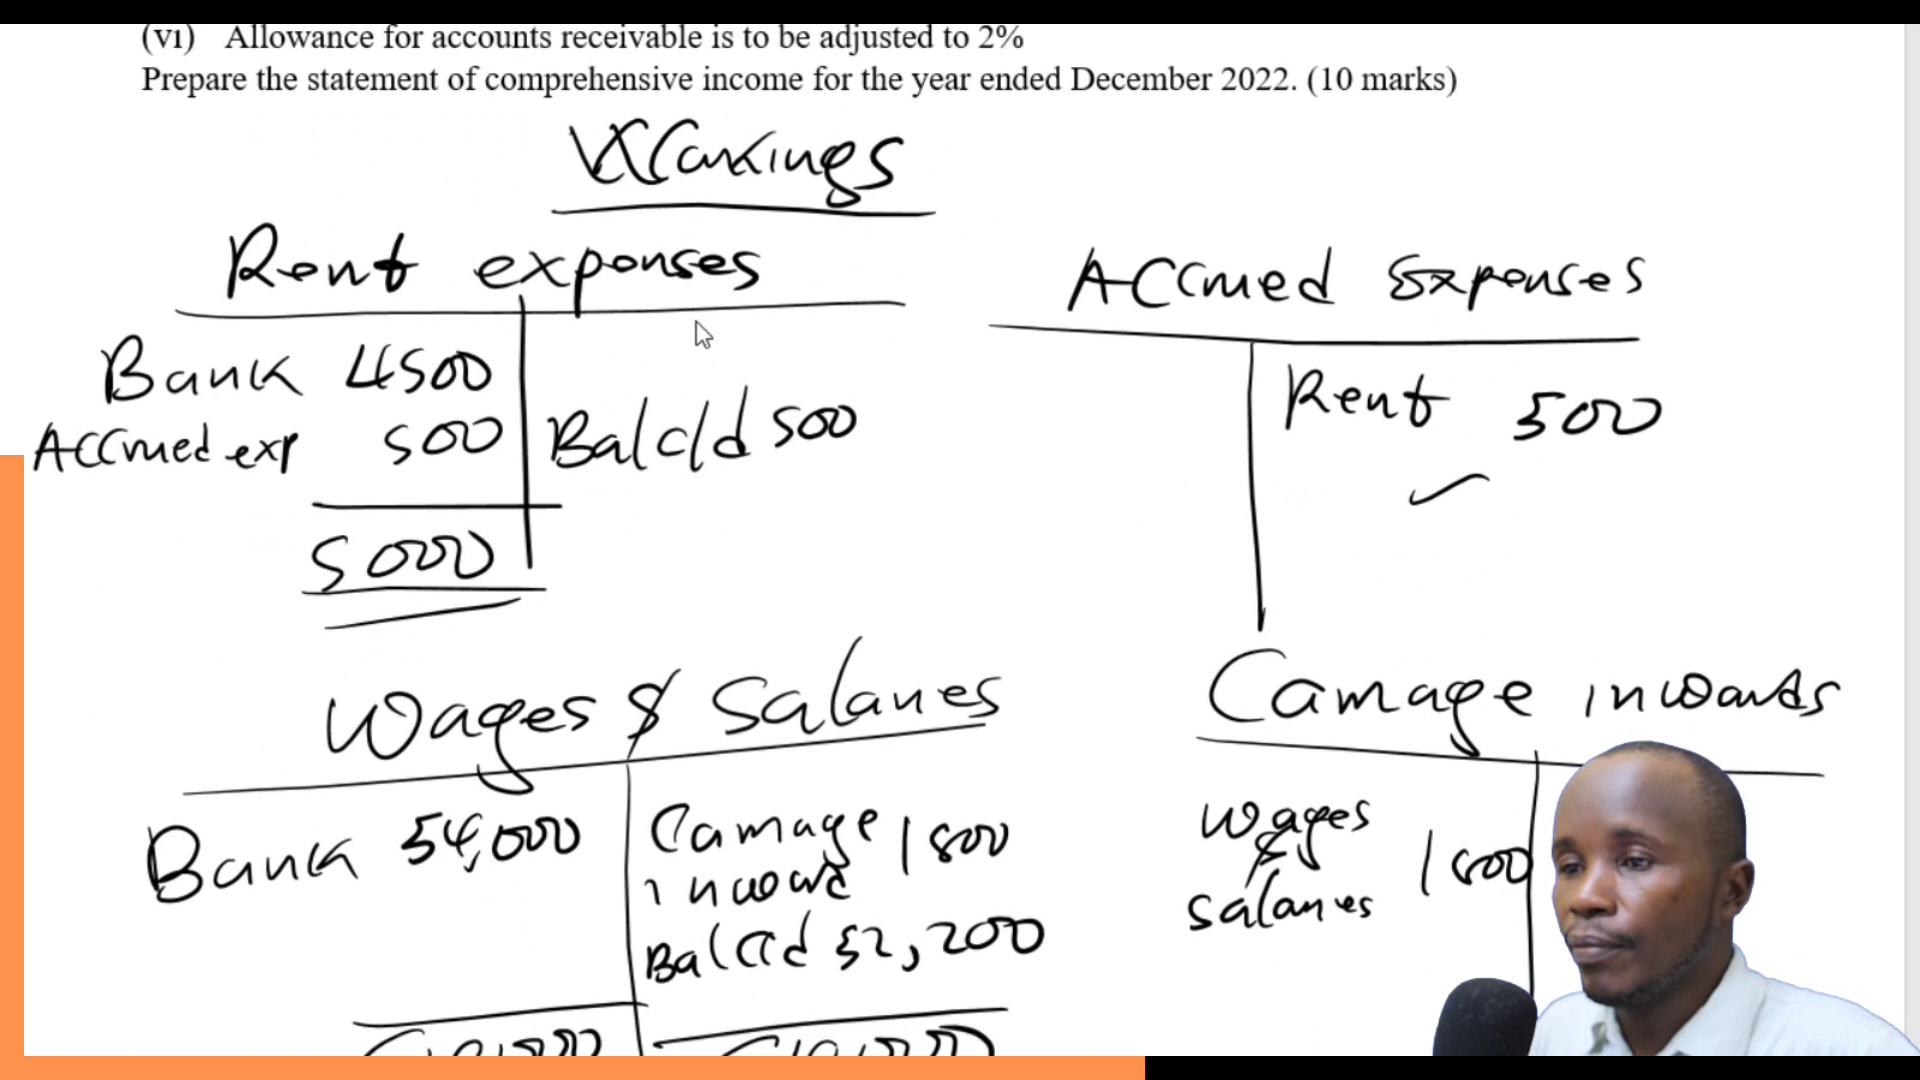 (vi) Allowance for accounts receivable is to be adjusted to 2%
Prepare the statement of comprehensive income for the year ended December 2022. (10 marks)
Workings
Rent expenses
Bank 4500
Accrued exp 500
Bal c/d 500
5000
Accrued Expenses
Rent 500
Wages & Salaries
Bank 54,000
Carriage 1800
inward
Bal c/d 52,200
Carriage inwards
Wages
&
Salaries 1800